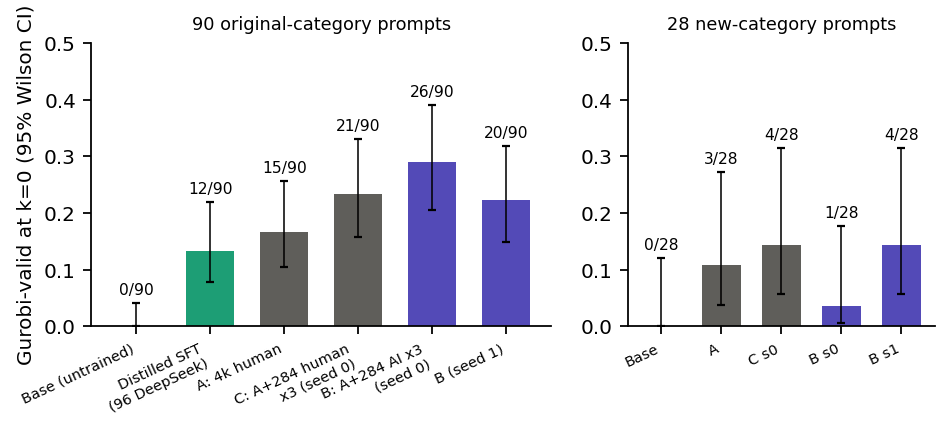 90 original-category prompts
Gurobi-valid at k=0 (95% Wilson CI)
0.5
0.4
0.3
0.2
0.1
0.0
0/90
12/90
15/90
21/90
26/90
20/90
Base (untrained)
Distilled SFT
(96 DeepSeek)
A: 4k human
C: A+284 human
x3 (seed 0)
B: A+284 AI x3
(seed 0)
B (seed 1)
28 new-category prompts
0.5
0.4
0.3
0.2
0.1
0.0
0/28
3/28
4/28
1/28
4/28
Base
A
C s0
B s0
B s1